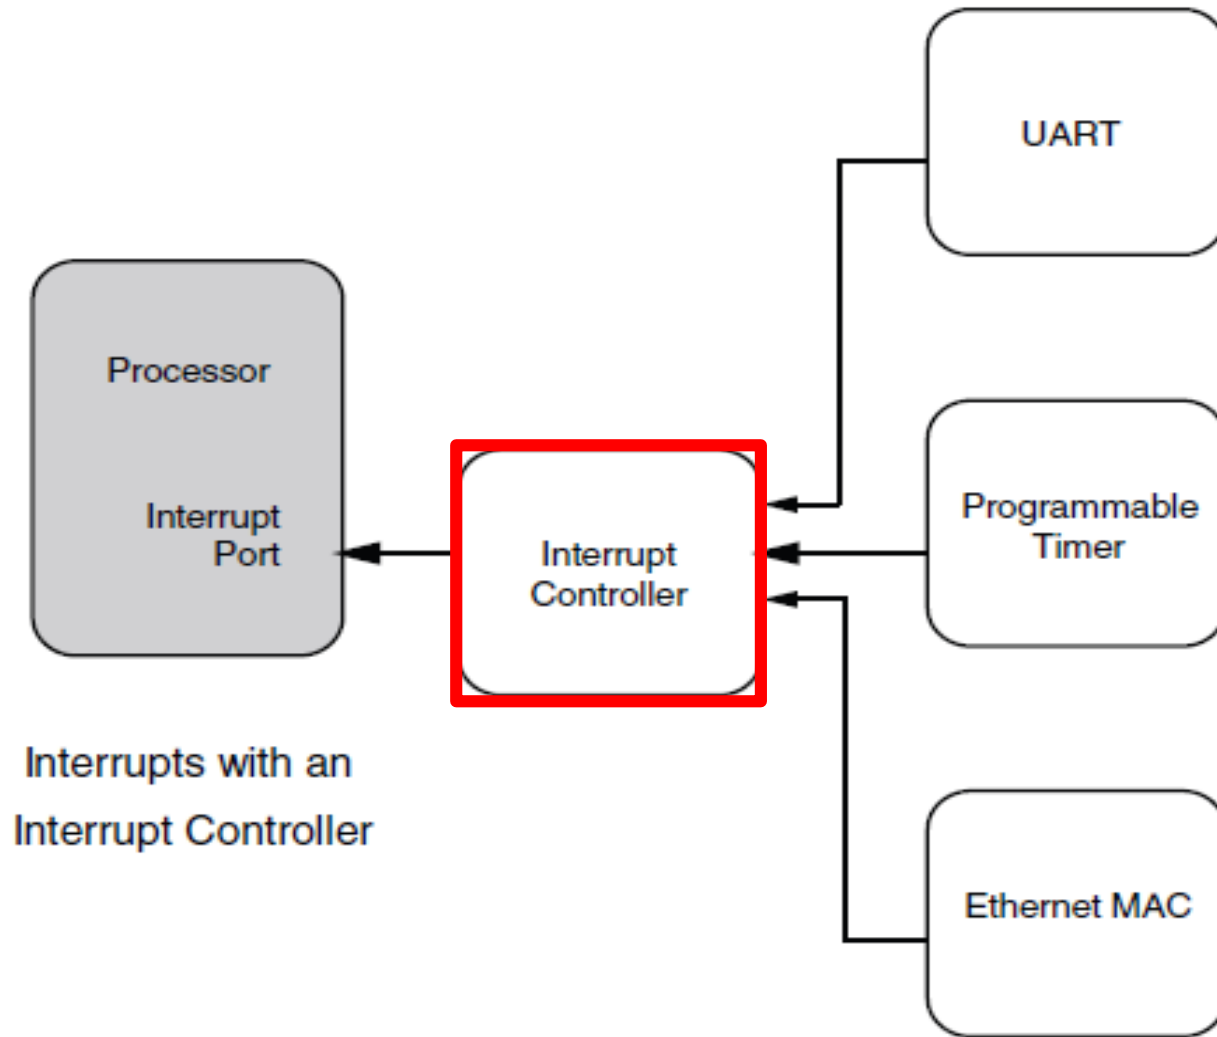 UART
Processor
Interrupt
Port
Interrupt
Controller
Programmable
Timer
Interrupts with an
Interrupt Controller
Ethernet MAC